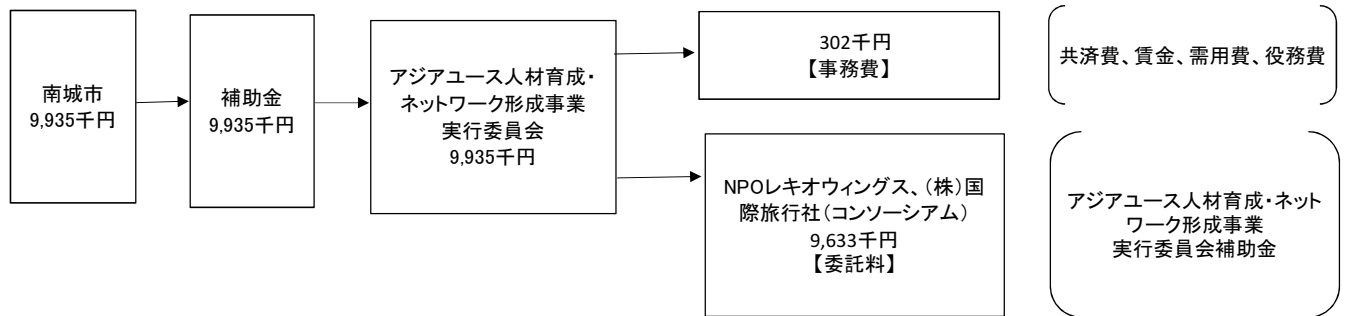 南城市
9,935千円
補助金
9,935千円
アジアユース人材育成・
ネットワーク形成事業
実行委員会
9,935千円
302千円
【事務費】
共済費、賃金、需用費、役務費
NPOレキオウィングス、(株)国
際旅行社(コンソーシアム)
9,633千円
【委託料】
アジアユース人材育成・ネット
ワーク形成事業
実行委員会補助金